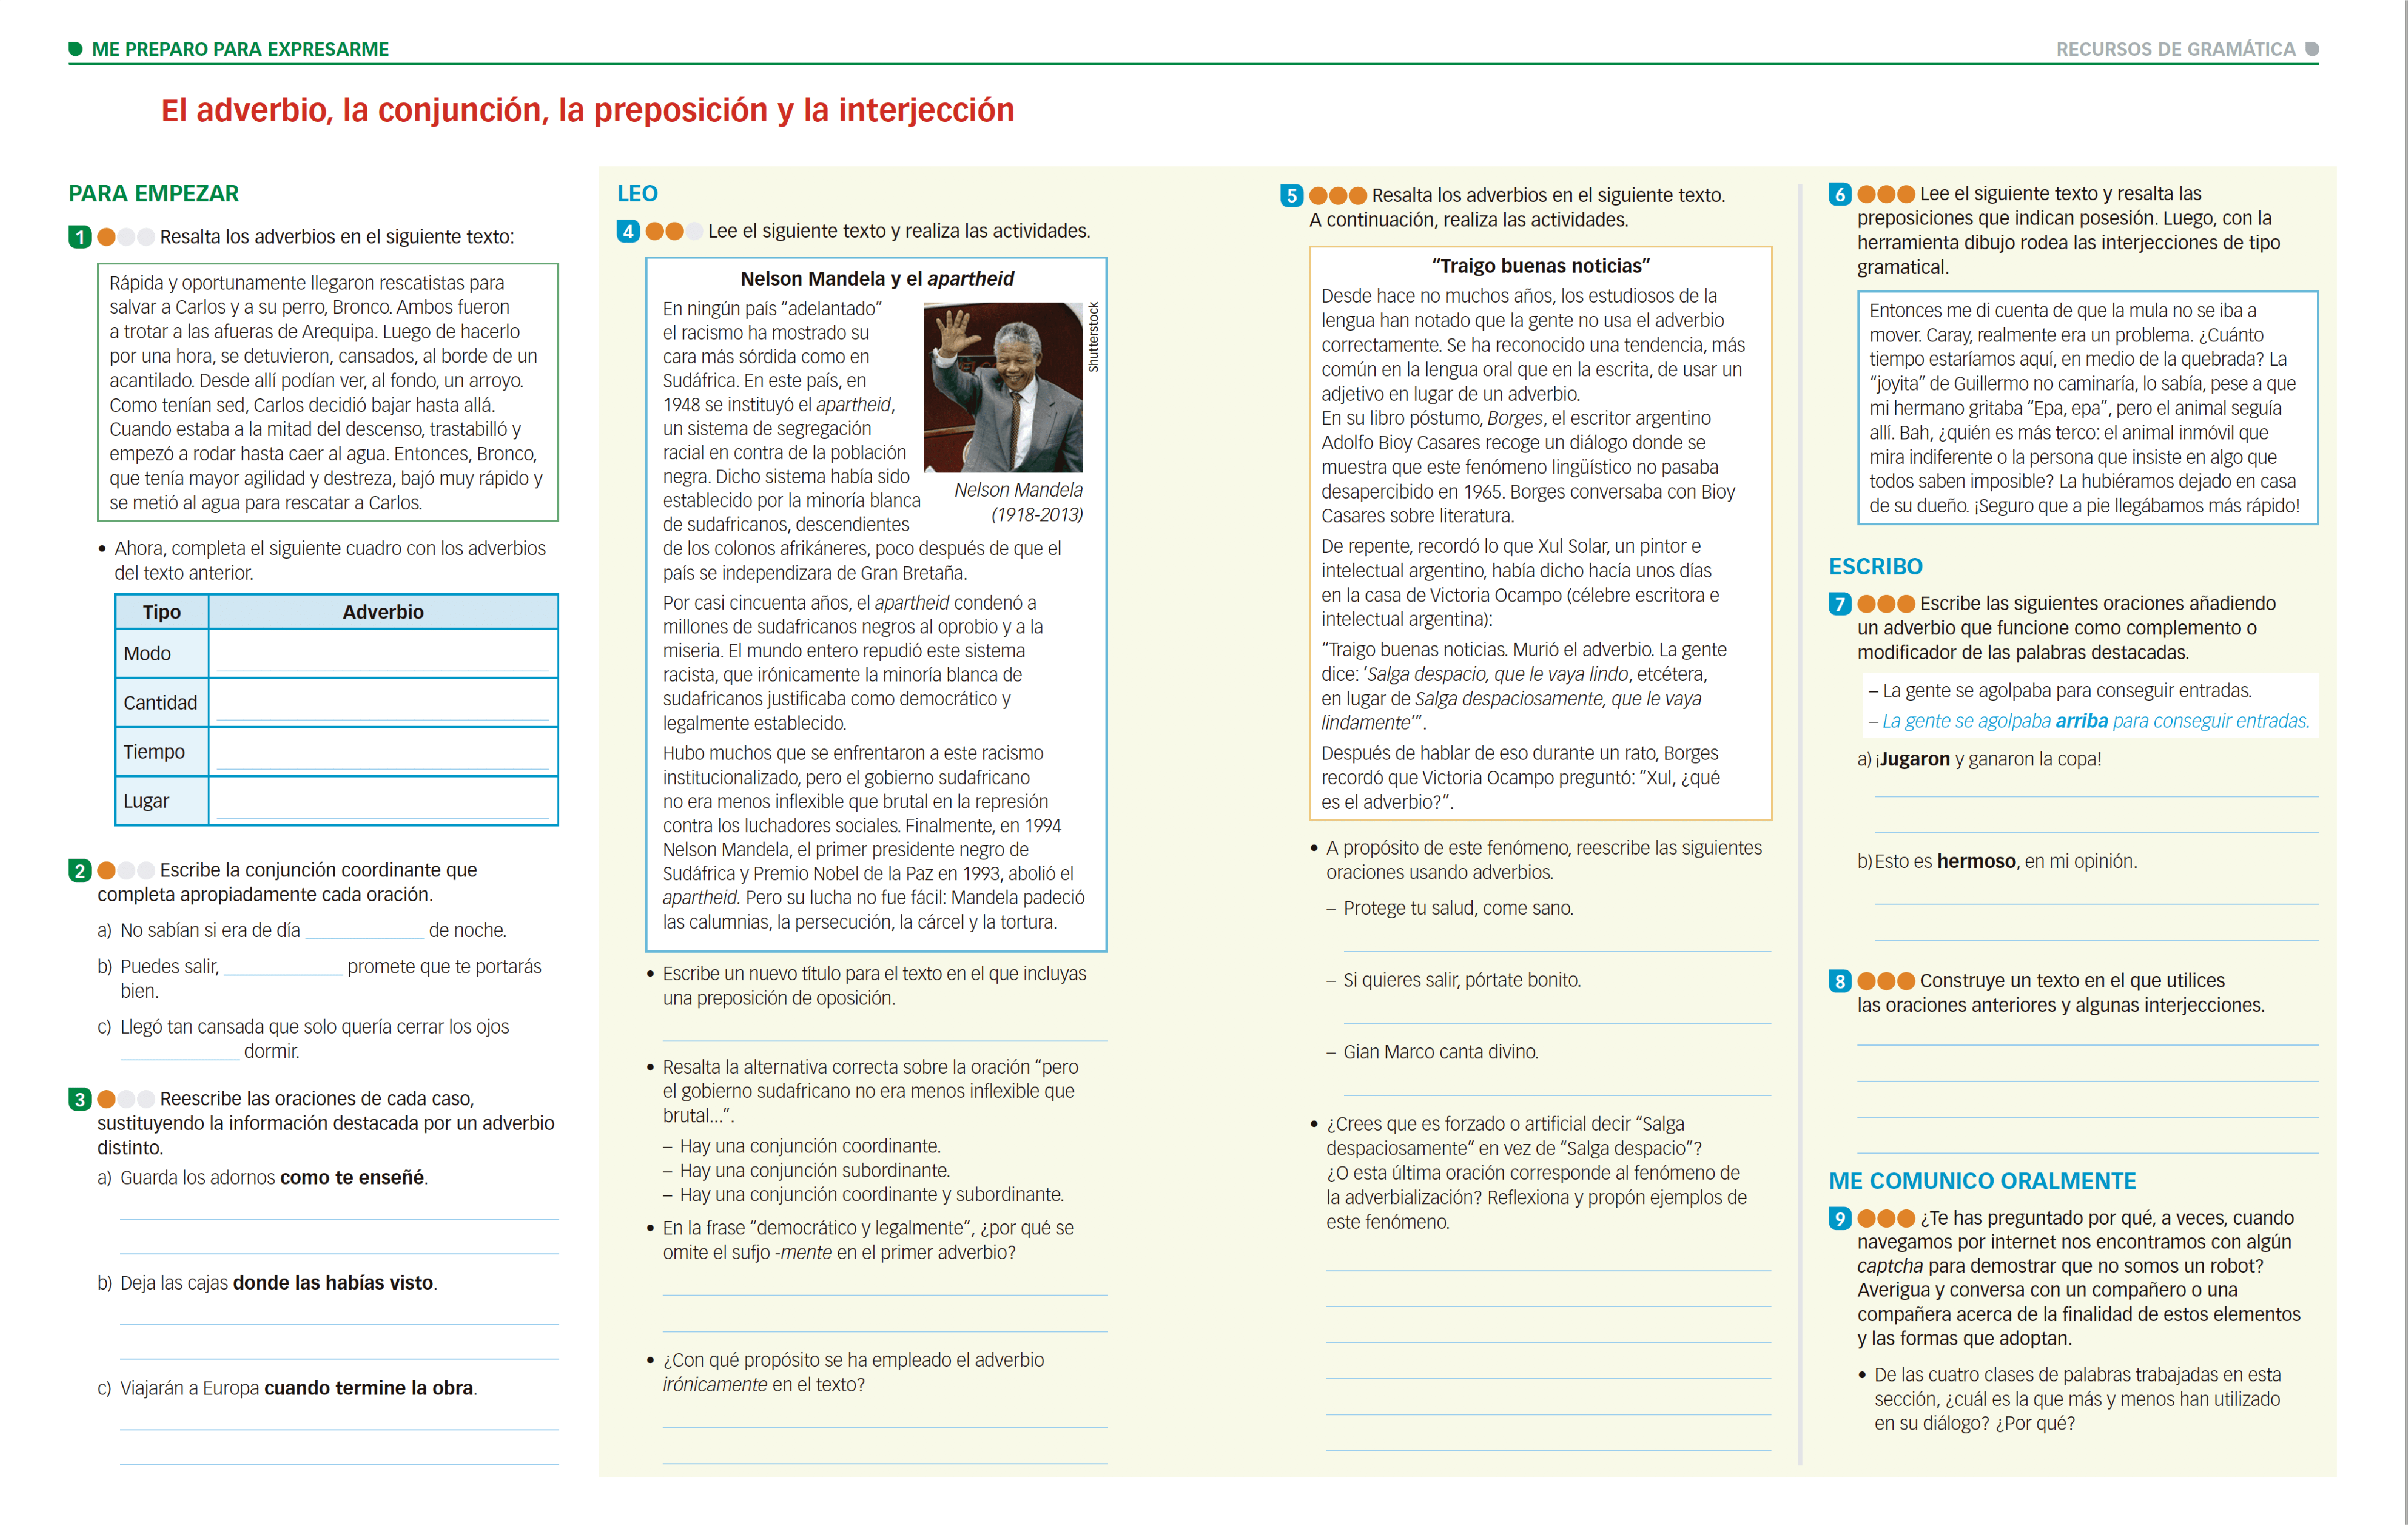 ME PREPARO PARA EXPRESARME
RECURSOS DE GRAMÁTICA
El adverbio, la conjunción, la preposición y la interjección
PARA EMPEZAR
1 Resalta los adverbios en el siguiente texto:
Rápida y oportunamente llegaron rescatistas para
salvar a Carlos y a su perro, Bronco. Ambos fueron
a trotar a las afueras de Arequipa. Luego de hacerlo
por una hora, se detuvieron, cansados, al borde de un
acantilado. Desde allí podían ver, al fondo, un arroyo.
Como tenían sed, Carlos decidió bajar hasta allá.
Cuando estaba a la mitad del descenso, trastabilló y
empezó a rodar hasta caer al agua. Entonces, Bronco,
que tenía mayor agilidad y destreza, bajó muy rápido y
se metió al agua para rescatar a Carlos.
• Ahora, completa el siguiente cuadro con los adverbios
del texto anterior.
Tipo Adverbio
Modo
Cantidad
Tiempo
Lugar
2 Escribe la conjunción coordinante que
completa apropiadamente cada oración.
a) No sabían si era de día ____________ de noche.
b) Puedes salir, ____________ promete que te portarás
bien.
c) Llegó tan cansada que solo quería cerrar los ojos
____________ dormir.
3 Reescribe las oraciones de cada caso,
sustituyendo la información destacada por un adverbio
distinto.
a) Guarda los adornos como te enseñé.
b) Deja las cajas donde las habías visto.
c) Viajarán a Europa cuando termine la obra.
LEO
4 Lee el siguiente texto y realiza las actividades.
Nelson Mandela y el apartheid
En ningún país "adelantado"
el racismo ha mostrado su
cara más sórdida como en
Sudáfrica. En este país, en
1948 se instituyó el apartheid,
un sistema de segregación
racial en contra de la población
negra. Dicho sistema había sido
establecido por la minoría blanca
de sudafricanos, descendientes
de los colonos afrikáneres, poco después de que el
país se independizara de Gran Bretaña.
Shutterstock
Nelson Mandela
(1918-2013)
Por casi cincuenta años, el apartheid condenó a
millones de sudafricanos negros al oprobio y a la
miseria. El mundo entero repudió este sistema
racista, que irónicamente la minoría blanca de
sudafricanos justificaba como democrático y
legalmente establecido.
Hubo muchos que se enfrentaron a este racismo
institucionalizado, pero el gobierno sudafricano
no era menos inflexible que brutal en la represión
contra los luchadores sociales. Finalmente, en 1994
Nelson Mandela, el primer presidente negro de
Sudáfrica y Premio Nobel de la Paz en 1993, abolió el
apartheid. Pero su lucha no fue fácil: Mandela padeció
las calumnias, la persecución, la cárcel y la tortura.
• Escribe un nuevo título para el texto en el que incluyas
una preposición de oposición.
• Resalta la alternativa correcta sobre la oración "pero
el gobierno sudafricano no era menos inflexible que
brutal...".
– Hay una conjunción coordinante.
– Hay una conjunción subordinante.
– Hay una conjunción coordinante y subordinante.
• En la frase "democrático y legalmente", ¿por qué se
omite el sufjo -mente en el primer adverbio?
• ¿Con qué propósito se ha empleado el adverbio
irónicamente en el texto?
5 Resalta los adverbios en el siguiente texto.
A continuación, realiza las actividades.
"Traigo buenas noticias"
Desde hace no muchos años, los estudiosos de la
lengua han notado que la gente no usa el adverbio
correctamente. Se ha reconocido una tendencia, más
común en la lengua oral que en la escrita, de usar un
adjetivo en lugar de un adverbio.
En su libro póstumo, Borges, el escritor argentino
Adolfo Bioy Casares recoge un diálogo donde se
muestra que este fenómeno lingüístico no pasaba
desapercibido en 1965. Borges conversaba con Bioy
Casares sobre literatura.
De repente, recordó lo que Xul Solar, un pintor e
intelectual argentino, había dicho hacía unos días
en la casa de Victoria Ocampo (célebre escritora e
intelectual argentina):
"Traigo buenas noticias. Murió el adverbio. La gente
dice: 'Salga despacio, que le vaya lindo, etcétera,
en lugar de Salga despaciosamente, que le vaya
lindamente'".
Después de hablar de eso durante un rato, Borges
recordó que Victoria Ocampo preguntó: "Xul, ¿qué
es el adverbio?".
• A propósito de este fenómeno, reescribe las siguientes
oraciones usando adverbios.
– Protege tu salud, come sano.
– Si quieres salir, pórtate bonito.
– Gian Marco canta divino.
• ¿Crees que es forzado o artificial decir "Salga
despaciosamente" en vez de "Salga despacio"?
¿O esta última oración corresponde al fenómeno de
la adverbialización? Reflexiona y propón ejemplos de
este fenómeno.
6 Lee el siguiente texto y resalta las
preposiciones que indican posesión. Luego, con la
herramienta dibujo rodea las interjecciones de tipo
gramatical.
Entonces me di cuenta de que la mula no se iba a
mover. Caray, realmente era un problema. ¿Cuánto
tiempo estaríamos aquí, en medio de la quebrada? La
"joyita" de Guillermo no caminaría, lo sabía, pese a que
mi hermano gritaba "Epa, epa", pero el animal seguía
allí. Bah, ¿quién es más terco: el animal inmóvil que
mira indiferente o la persona que insiste en algo que
todos saben imposible? La hubiéramos dejado en casa
de su dueño. ¡Seguro que a pie llegábamos más rápido!
ESCRIBO
7 Escribe las siguientes oraciones añadiendo
un adverbio que funcione como complemento o
modificador de las palabras destacadas.
– La gente se agolpaba para conseguir entradas.
– La gente se agolpaba arriba para conseguir entradas.
a) ¡Jugaron y ganaron la copa!
b) Esto es hermoso, en mi opinión.
8 Construye un texto en el que utilices
las oraciones anteriores y algunas interjecciones.
ME COMUNICO ORALMENTE
9 ¿Te has preguntado por qué, a veces, cuando
navegamos por internet nos encontramos con algún
captcha para demostrar que no somos un robot?
Averigua y conversa con un compañero o una
compañera acerca de la finalidad de estos elementos
y las formas que adoptan.
• De las cuatro clases de palabras trabajadas en esta
sección, ¿cuál es la que más y menos han utilizado
en su diálogo? ¿Por qué?